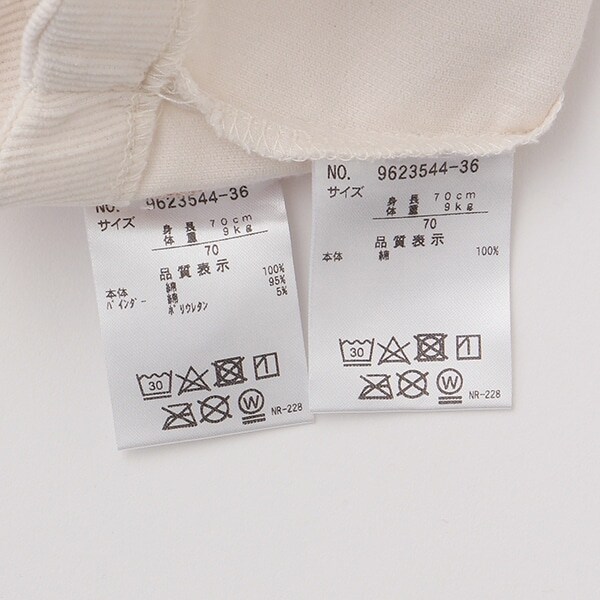 NO. 9623544-36
サイズ
身 長 70cm
体 重 9kg
70
品質表示
本体 綿 100%
バインダー 綿 95%
ポリウレタン 5%
30
W
NR-228
NO. 9623544-36
サイズ
身 長 70cm
体 重 9kg
70
品質表示
本体 綿 100%
30
W
NR-228